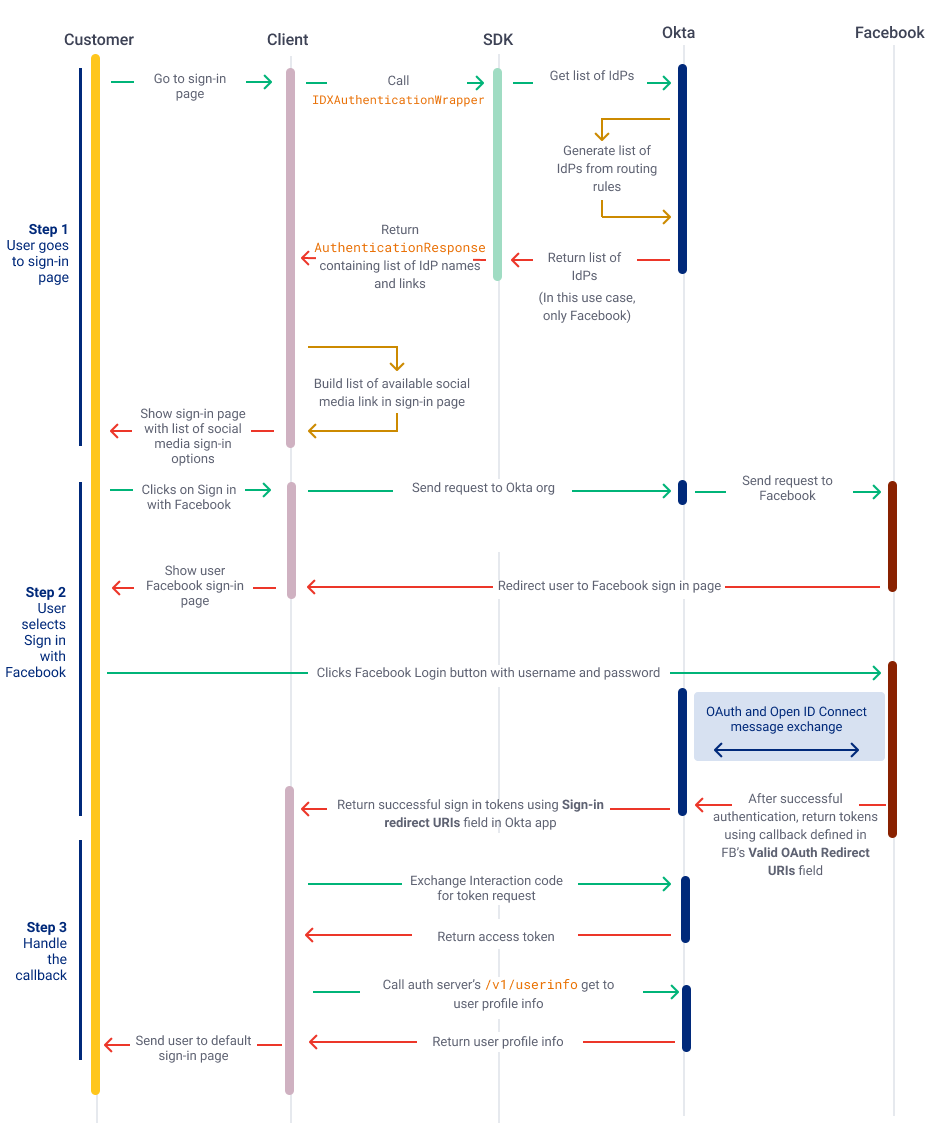 Customer
Client
SDK
Okta
Facebook
Step 1
User goes
to sign-in
page
Go to sign-in
page
Call
IDXAuthenticationWrapper
Get list of IdPs
Generate list of
IdPs from routing
rules
Return list of
IdPs
(In this use case,
only Facebook)
Return
AuthenticationResponse
containing list of IdP names
and links
Build list of available social
media link in sign-in page
Show sign-in page
with list of social
media sign-in
options
Step 2
User
selects
Sign in
with
Facebook
Clicks on Sign in
with Facebook
Send request to Okta org
Send request to
Facebook
Redirect user to Facebook sign in page
Show user
Facebook sign-in
page
Clicks Facebook Login button with username and password
OAuth and Open ID Connect
message exchange
After successful
authentication, return tokens
using callback defined in
FB's Valid OAuth Redirect
URIs field
Return successful sign in tokens using Sign-in
redirect URIs field in Okta app
Step 3
Handle
the
callback
Exchange Interaction code
for token request
Return access token
Call auth server's /v1/userinfo get to
user profile info
Return user profile info
Send user to default
sign-in page